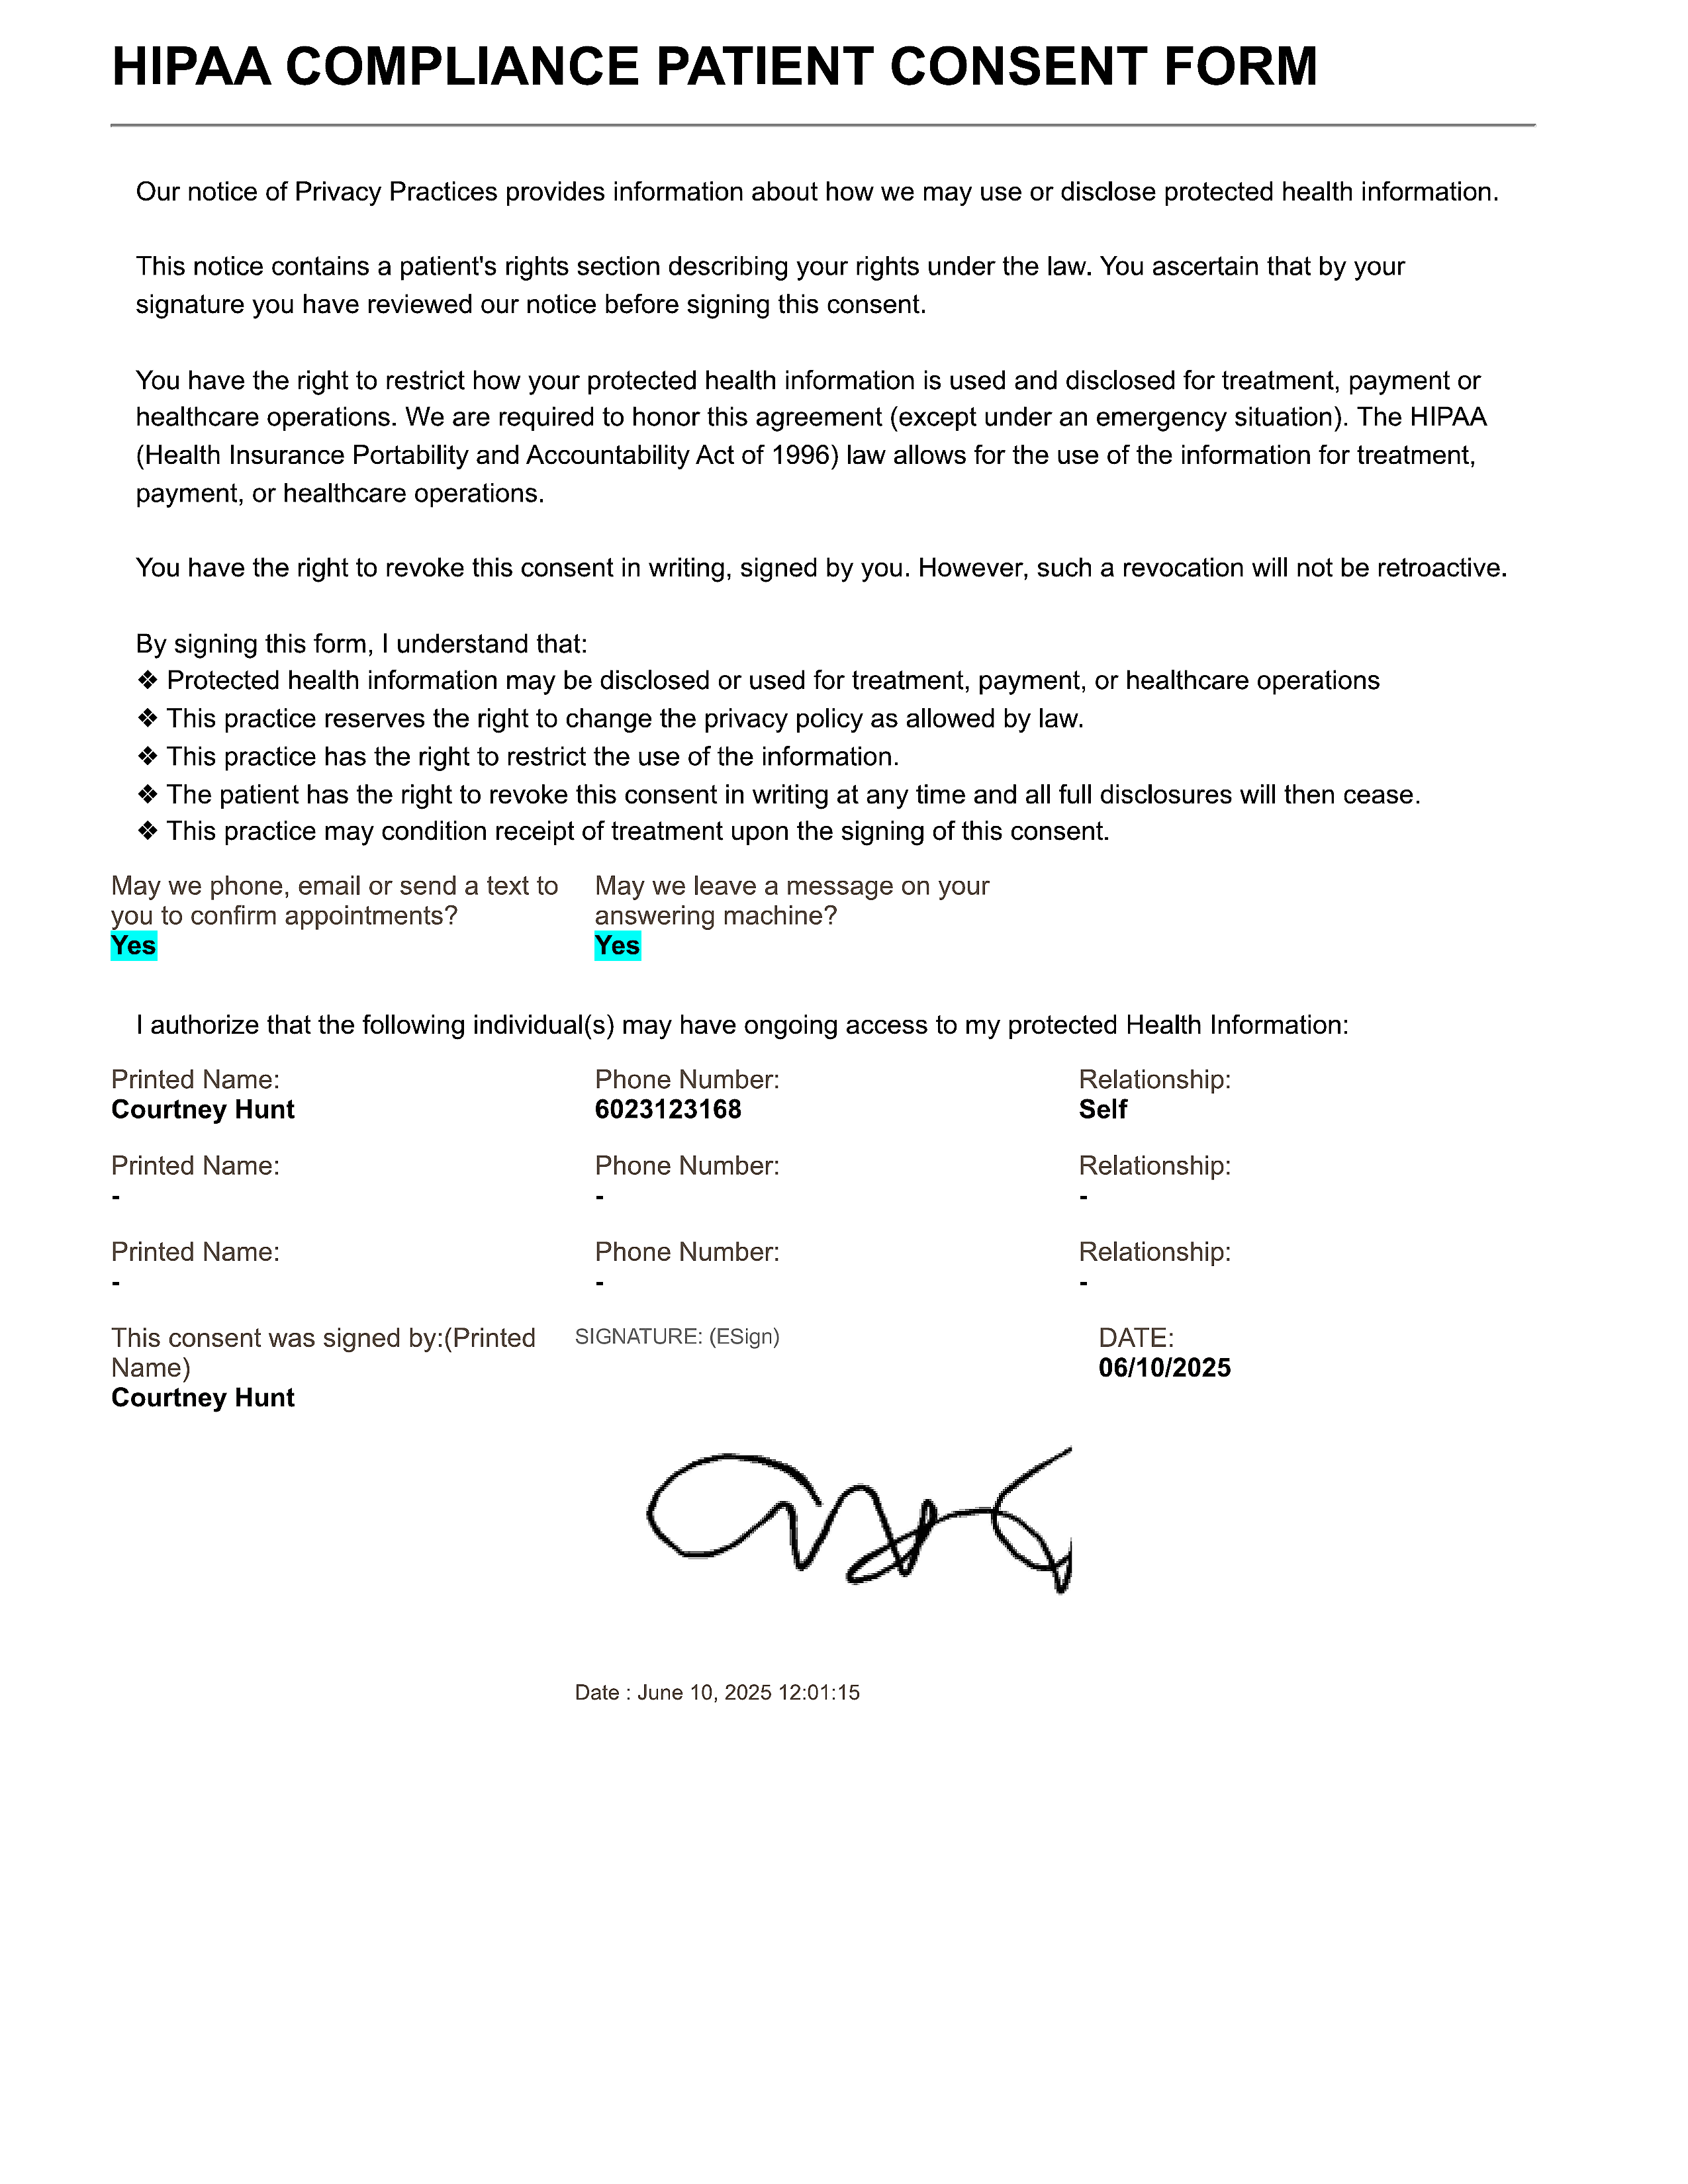 HIPAA COMPLIANCE PATIENT CONSENT FORM
Our notice of Privacy Practices provides information about how we may use or disclose protected health information.
This notice contains a patient's rights section describing your rights under the law. You ascertain that by your
signature you have reviewed our notice before signing this consent.
You have the right to restrict how your protected health information is used and disclosed for treatment, payment or
healthcare operations. We are required to honor this agreement (except under an emergency situation). The HIPAA
(Health Insurance Portability and Accountability Act of 1996) law allows for the use of the information for treatment,
payment, or healthcare operations.
You have the right to revoke this consent in writing, signed by you. However, such a revocation will not be retroactive.
By signing this form, I understand that:
❖ Protected health information may be disclosed or used for treatment, payment, or healthcare operations
❖ This practice reserves the right to change the privacy policy as allowed by law.
❖ This practice has the right to restrict the use of the information.
❖ The patient has the right to revoke this consent in writing at any time and all full disclosures will then cease.
❖ This practice may condition receipt of treatment upon the signing of this consent.
May we phone, email or send a text to
you to confirm appointments?
Yes
May we leave a message on your
answering machine?
Yes
I authorize that the following individual(s) may have ongoing access to my protected Health Information:
Printed Name: Phone Number: Relationship:
Courtney Hunt 6023123168 Self
Printed Name: Phone Number: Relationship:
- - -
Printed Name: Phone Number: Relationship:
- - -
This consent was signed by:(Printed
Name)
Courtney Hunt
SIGNATURE: (ESign)
DATE:
06/10/2025
Date : June 10, 2025 12:01:15